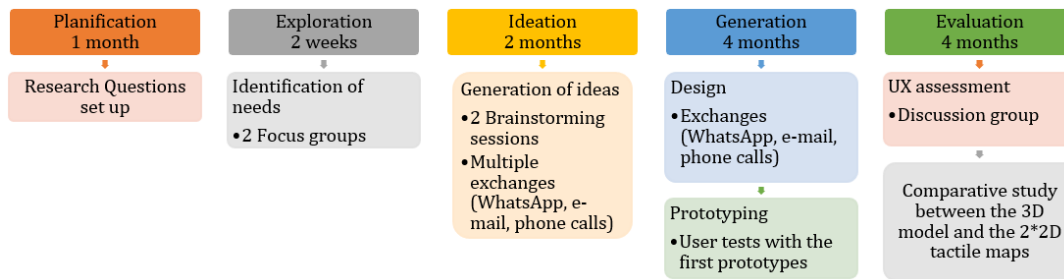 Planification
1 month
Research Questions
set up
Exploration
2 weeks
Identification of
needs
•2 Focus groups
Ideation
2 months
Generation of ideas
•2 Brainstorming
sessions
•Multiple
exchanges
(WhatsApp, e-
mail, phone calls)
Generation
4 months
Design
•Exchanges
(WhatsApp, e-mail,
phone calls)
Prototyping
•User tests with the
first prototypes
Evaluation
4 months
UX assessment
•Discussion group
Comparative study
between the 3D
model and the 2*2D
tactile maps